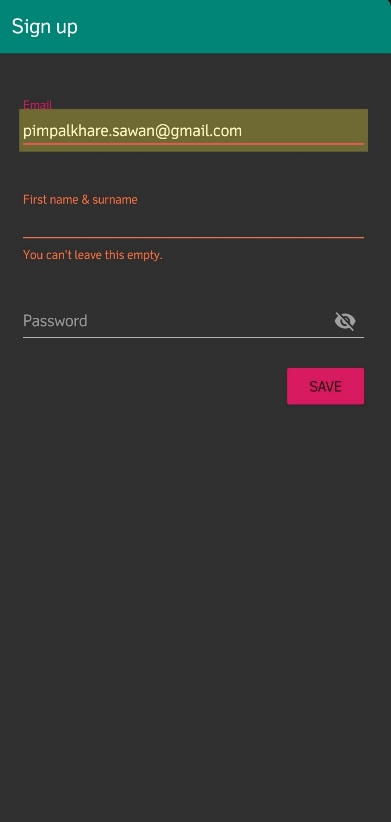 Sign up
Email
pimpalkhare.sawan@gmail.com
First name & surname
You can't leave this empty.
Password
SAVE